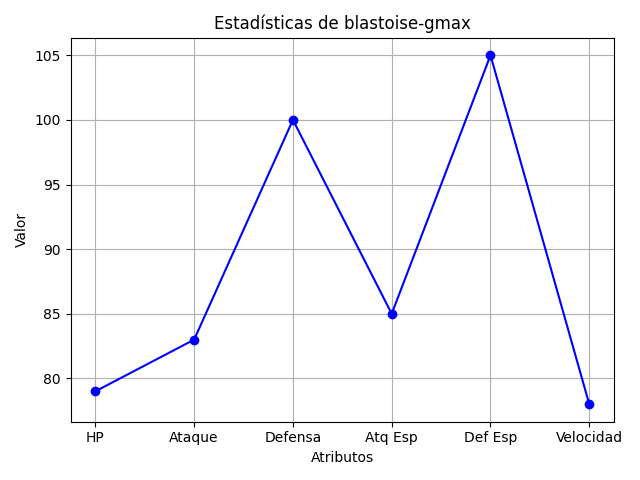 Estadísticas de blastoise-gmax
Valor
105
100
95
90
85
80
HP Ataque Defensa Atq Esp Def Esp Velocidad
Atributos